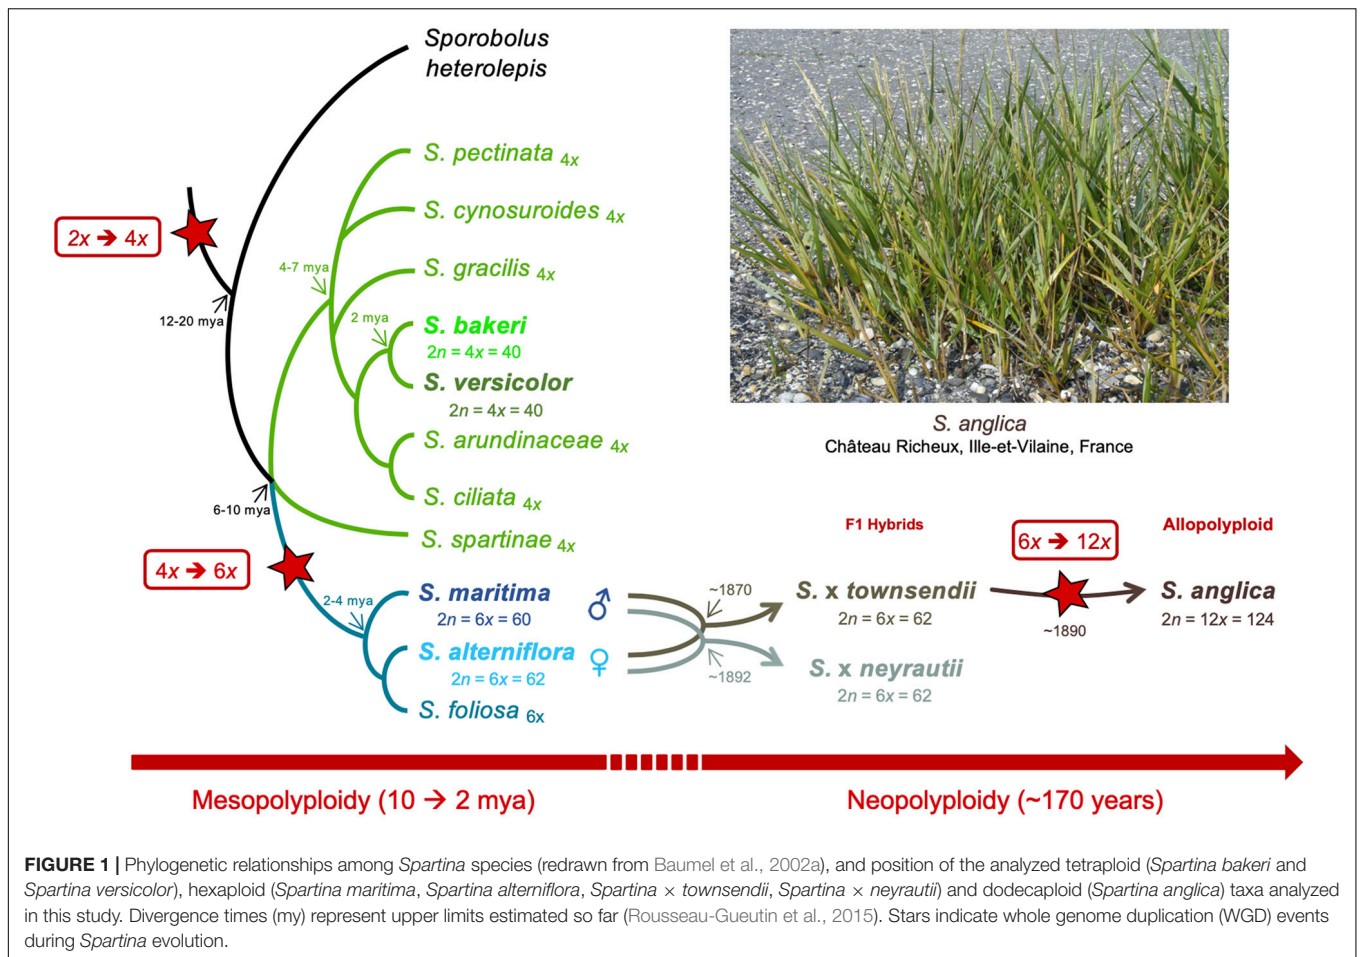 Sporobolus
heterolepis
S. pectinata 4x
S. cynosuroides 4x
2x → 4x
4-7 mya
S. gracilis 4x
12-20 mya
2 mya
S. bakeri
2n = 4x = 40
S. versicolor
2n = 4x = 40
S. arundinaceae 4x
S. ciliata 4x
6-10 mya
S. spartinae 4x
4x → 6x
2-4 mya
S. maritima
2n = 6x = 60
♂
S. alterniflora
2n = 6x = 62
♀
S. foliosa 6x
S. anglica
Château Richeux, Ille-et-Vilaine, France
F1 Hybrids
6x → 12x
Allopolyploid
~1870
S. x townsendii
2n = 6x = 62
~1890
S. anglica
2n = 12x = 124
~1892
S. x neyrautii
2n = 6x = 62
Mesopolyploidy (10 → 2 mya)
Neopolyploidy (~170 years)
FIGURE 1 | Phylogenetic relationships among Spartina species (redrawn from Baumel et al., 2002a), and position of the analyzed tetraploid (Spartina bakeri and
Spartina versicolor), hexaploid (Spartina maritima, Spartina alterniflora, Spartina × townsendii, Spartina × neyrautii) and dodecaploid (Spartina anglica) taxa analyzed
in this study. Divergence times (my) represent upper limits estimated so far (Rousseau-Gueutin et al., 2015). Stars indicate whole genome duplication (WGD) events
during Spartina evolution.